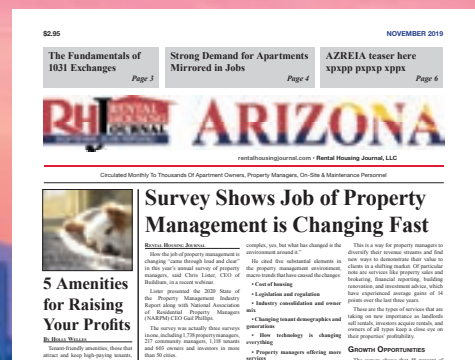 $2.95
NOVEMBER 2019
The Fundamentals of
1031 Exchanges
Page 3
Strong Demand for Apartments
Mirrored in Jobs
Page 4
AZREIA teaser here
xpxpp pxpxp xppx
Page 6
RHJ RENTAL
HOUSING
JOURNAL
ARIZONA
rentalhousingjournal.com • Rental Housing Journal, LLC
Circulated Monthly To Thousands Of Apartment Owners, Property Managers, On-Site & Maintenance Personnel
5 Amenities
for Raising
Your Profits
By Holly Welles
Tenant-friendly amenities, those that
attract and keep high-paying tenants,
Survey Shows Job of Property
Management is Changing Fast
Rental Housing Journal
How the job of property management is
changing "came through loud and clear"
in this year's annual survey of property
managers, said Chris Lister, CEO of
Buildium, in a recent webinar.
Lister presented the 2020 State of
the Property Management Industry
Report along with National Association
of Residential Property Managers
(NARPM) CEO Gail Phillips.
The survey was actually three surveys
in one, including 1,738 property managers,
217 community managers, 1,118 tenants
and 603 owners and investors in more
than 50 cities.
complex, yes, but what has changed is the
environment around it."
He cited five substantial elements in
the property management environment,
macro trends that have caused the changes:
• Cost of housing
• Legislation and regulation
• Industry consolidation and owner
mix
• Changing tenant demographics and
generations
• How technology is changing
everything
• Property managers offering more
services
This is a way for property managers to
diversify their revenue streams and find
new ways to demonstrate their value to
clients in a shifting market. Of particular
note are services like property sales and
brokering, financial reporting, building
renovation, and investment advice, which
have experienced average gains of 14
points over the last three years.
These are the types of services that are
taking on new importance as landlords
sell rentals, investors acquire rentals, and
owners of all types keep a close eye on
their properties' profitability.
Growth Opportunities